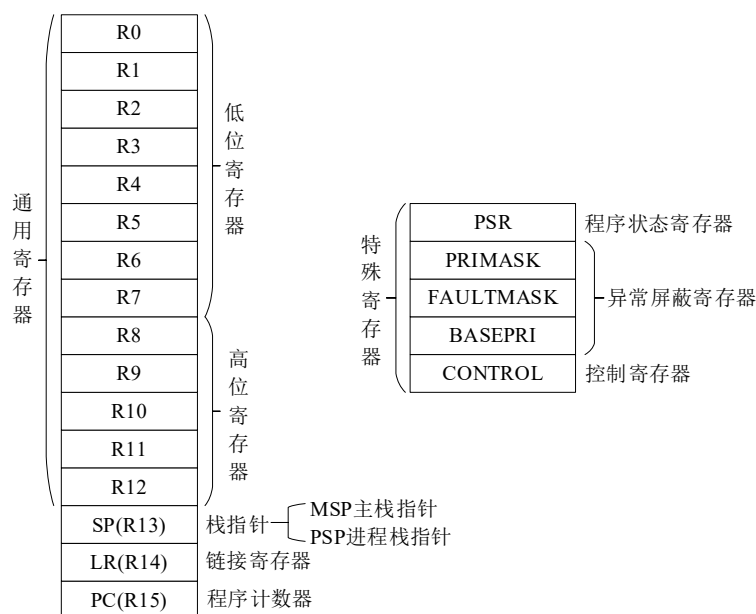 通用寄存器
R0
R1
R2
R3
R4
R5
R6
R7
R8
R9
R10
R11
R12
低位寄存器
高位寄存器
SP(R13) 栈指针 MSP主栈指针
PSP进程栈指针
LR(R14) 链接寄存器
PC(R15) 程序计数器
特殊寄存器
PSR 程序状态寄存器
PRIMASK
FAULTMASK 异常屏蔽寄存器
BASEPRI
CONTROL 控制寄存器